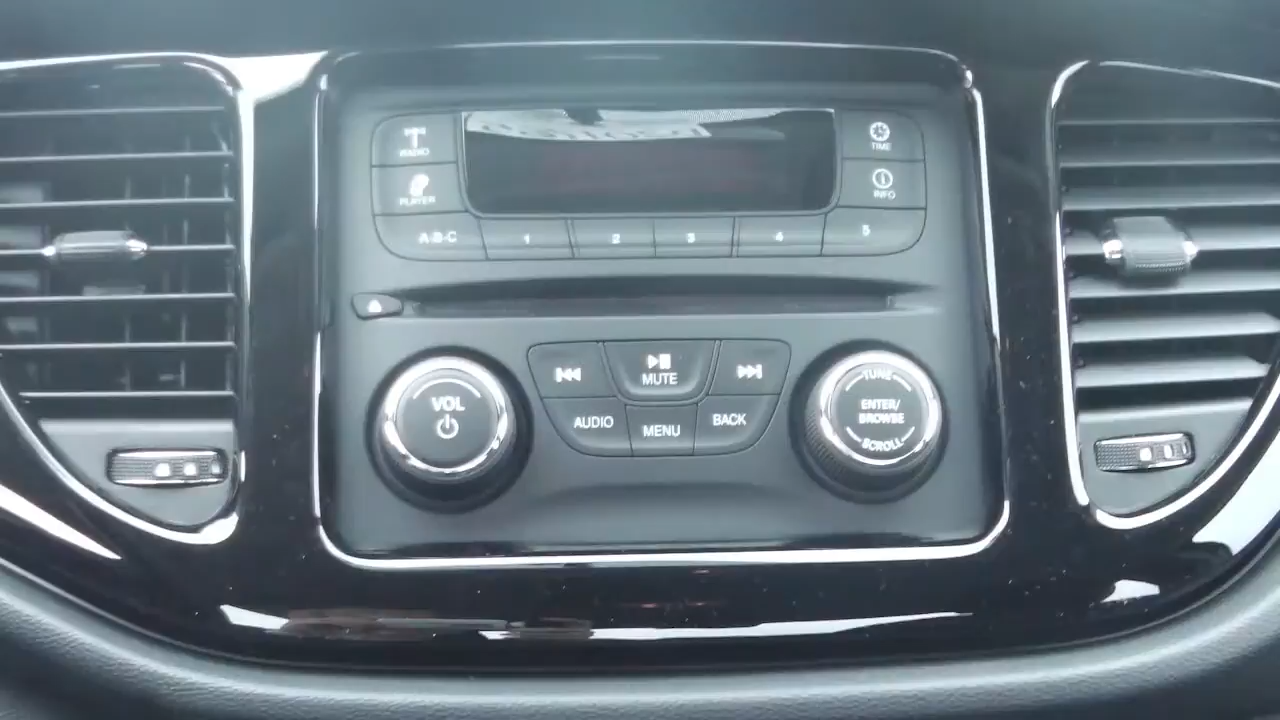 RADIO
TIME
PLAYER
INFO
A-B-C 1 2 3 4 5
MUTE
AUDIO MENU BACK
VOL
TUNE
ENTER/
BROWSE
SCROLL